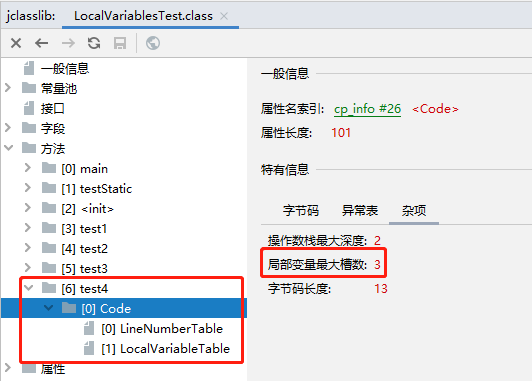 jclasslib: LocalVariablesTest.class
一般信息
常量池
接口
字段
方法
[0] main
[1] testStatic
[2] <init>
[3] test1
[4] test2
[5] test3
[6] test4
[0] Code
[0] LineNumberTable
[1] LocalVariableTable
属性
一般信息
属性名索引: cp_info #26 <Code>
属性长度: 101
特有信息
字节码 异常表 杂项
操作数栈最大深度: 2
局部变量最大槽数: 3
字节码长度: 13